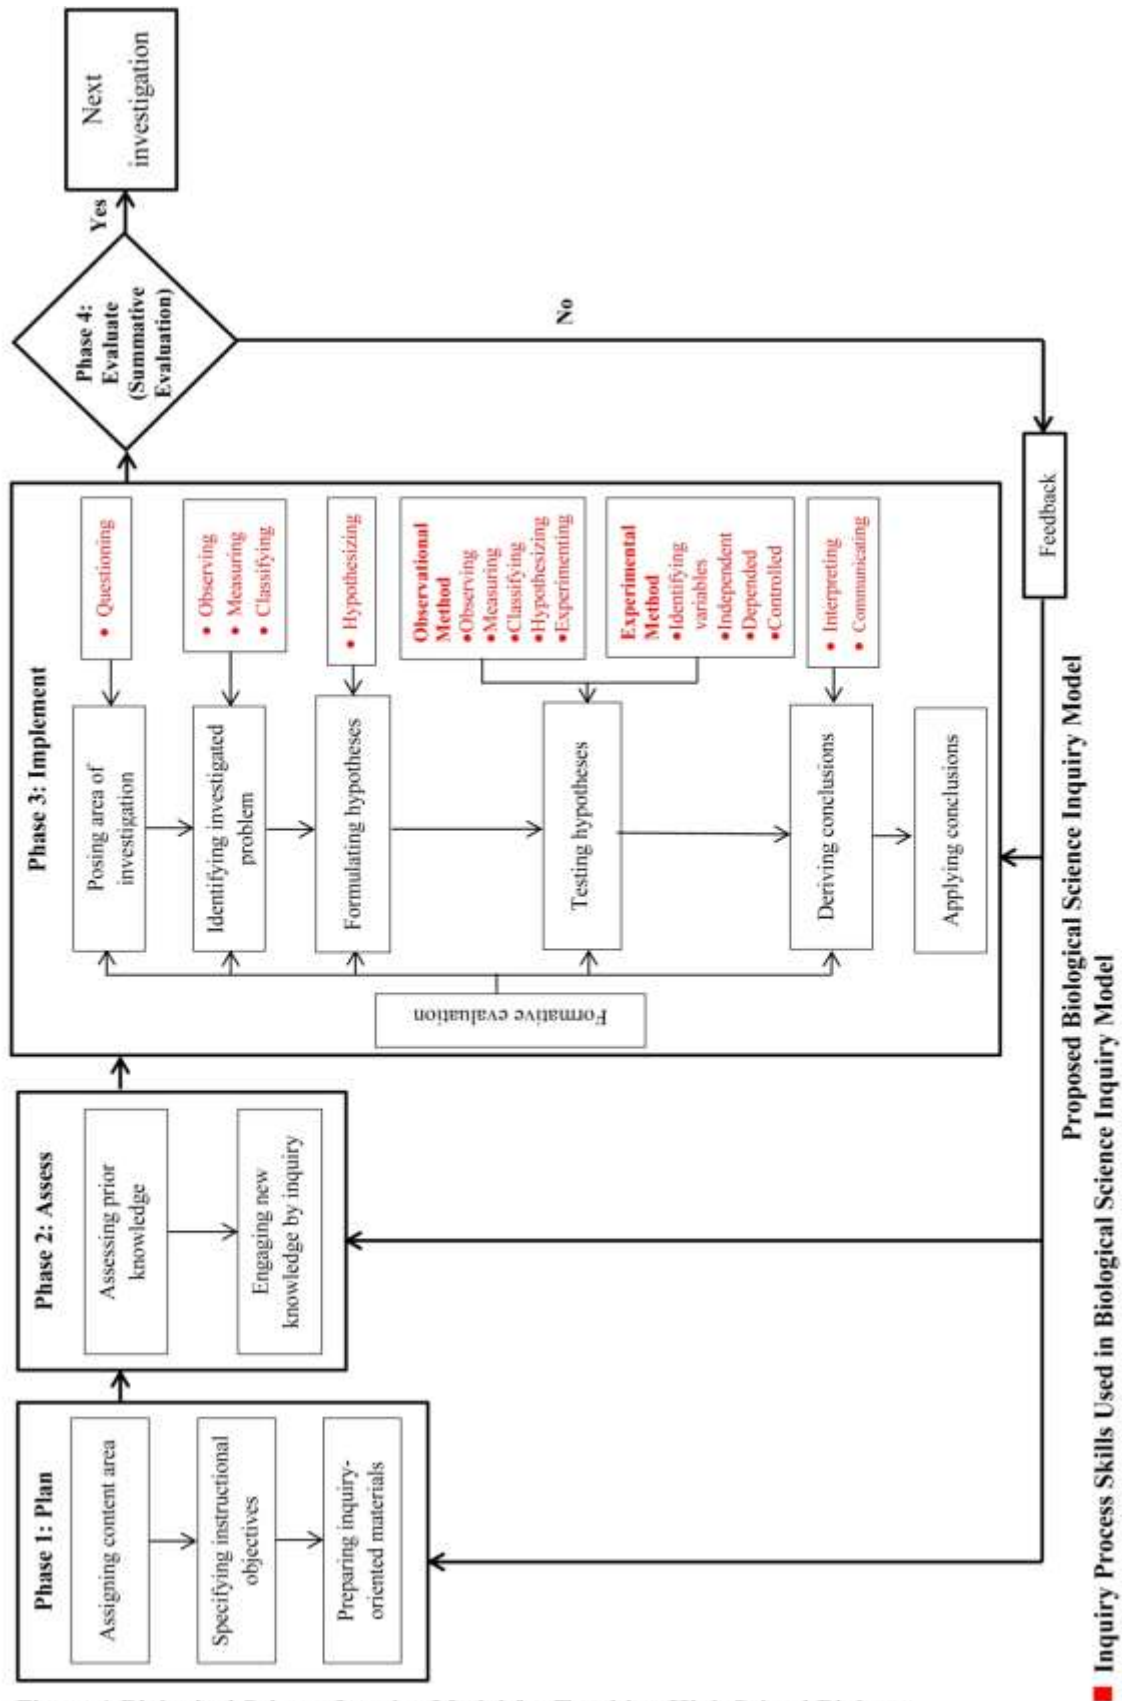 Phase 1: Plan
Assigning content area
Specifying instructional
objectives
Preparing inquiry-
oriented materials
Phase 2: Assess
Assessing prior
knowledge
Engaging new
knowledge by inquiry
Phase 3: Implement
Formative evaluation
Posing area of
investigation
Identifying investigated
problem
Formulating hypotheses
Testing hypotheses
Deriving conclusions
Applying conclusions
• Questioning
• Observing
• Measuring
• Classifying
• Hypothesizing
Observational
Method
•Observing
•Measuring
•Classifying
•Hypothesizing
•Experimenting
Experimental
Method
•Identifying
variables
•Independent
•Depended
•Controlled
• Interpreting
• Communicating
Phase 4:
Evaluate
(Summative
Evaluation)
Yes
Next
investigation
No
Feedback
Proposed Biological Science Inquiry Model
Inquiry Process Skills Used in Biological Science Inquiry Model